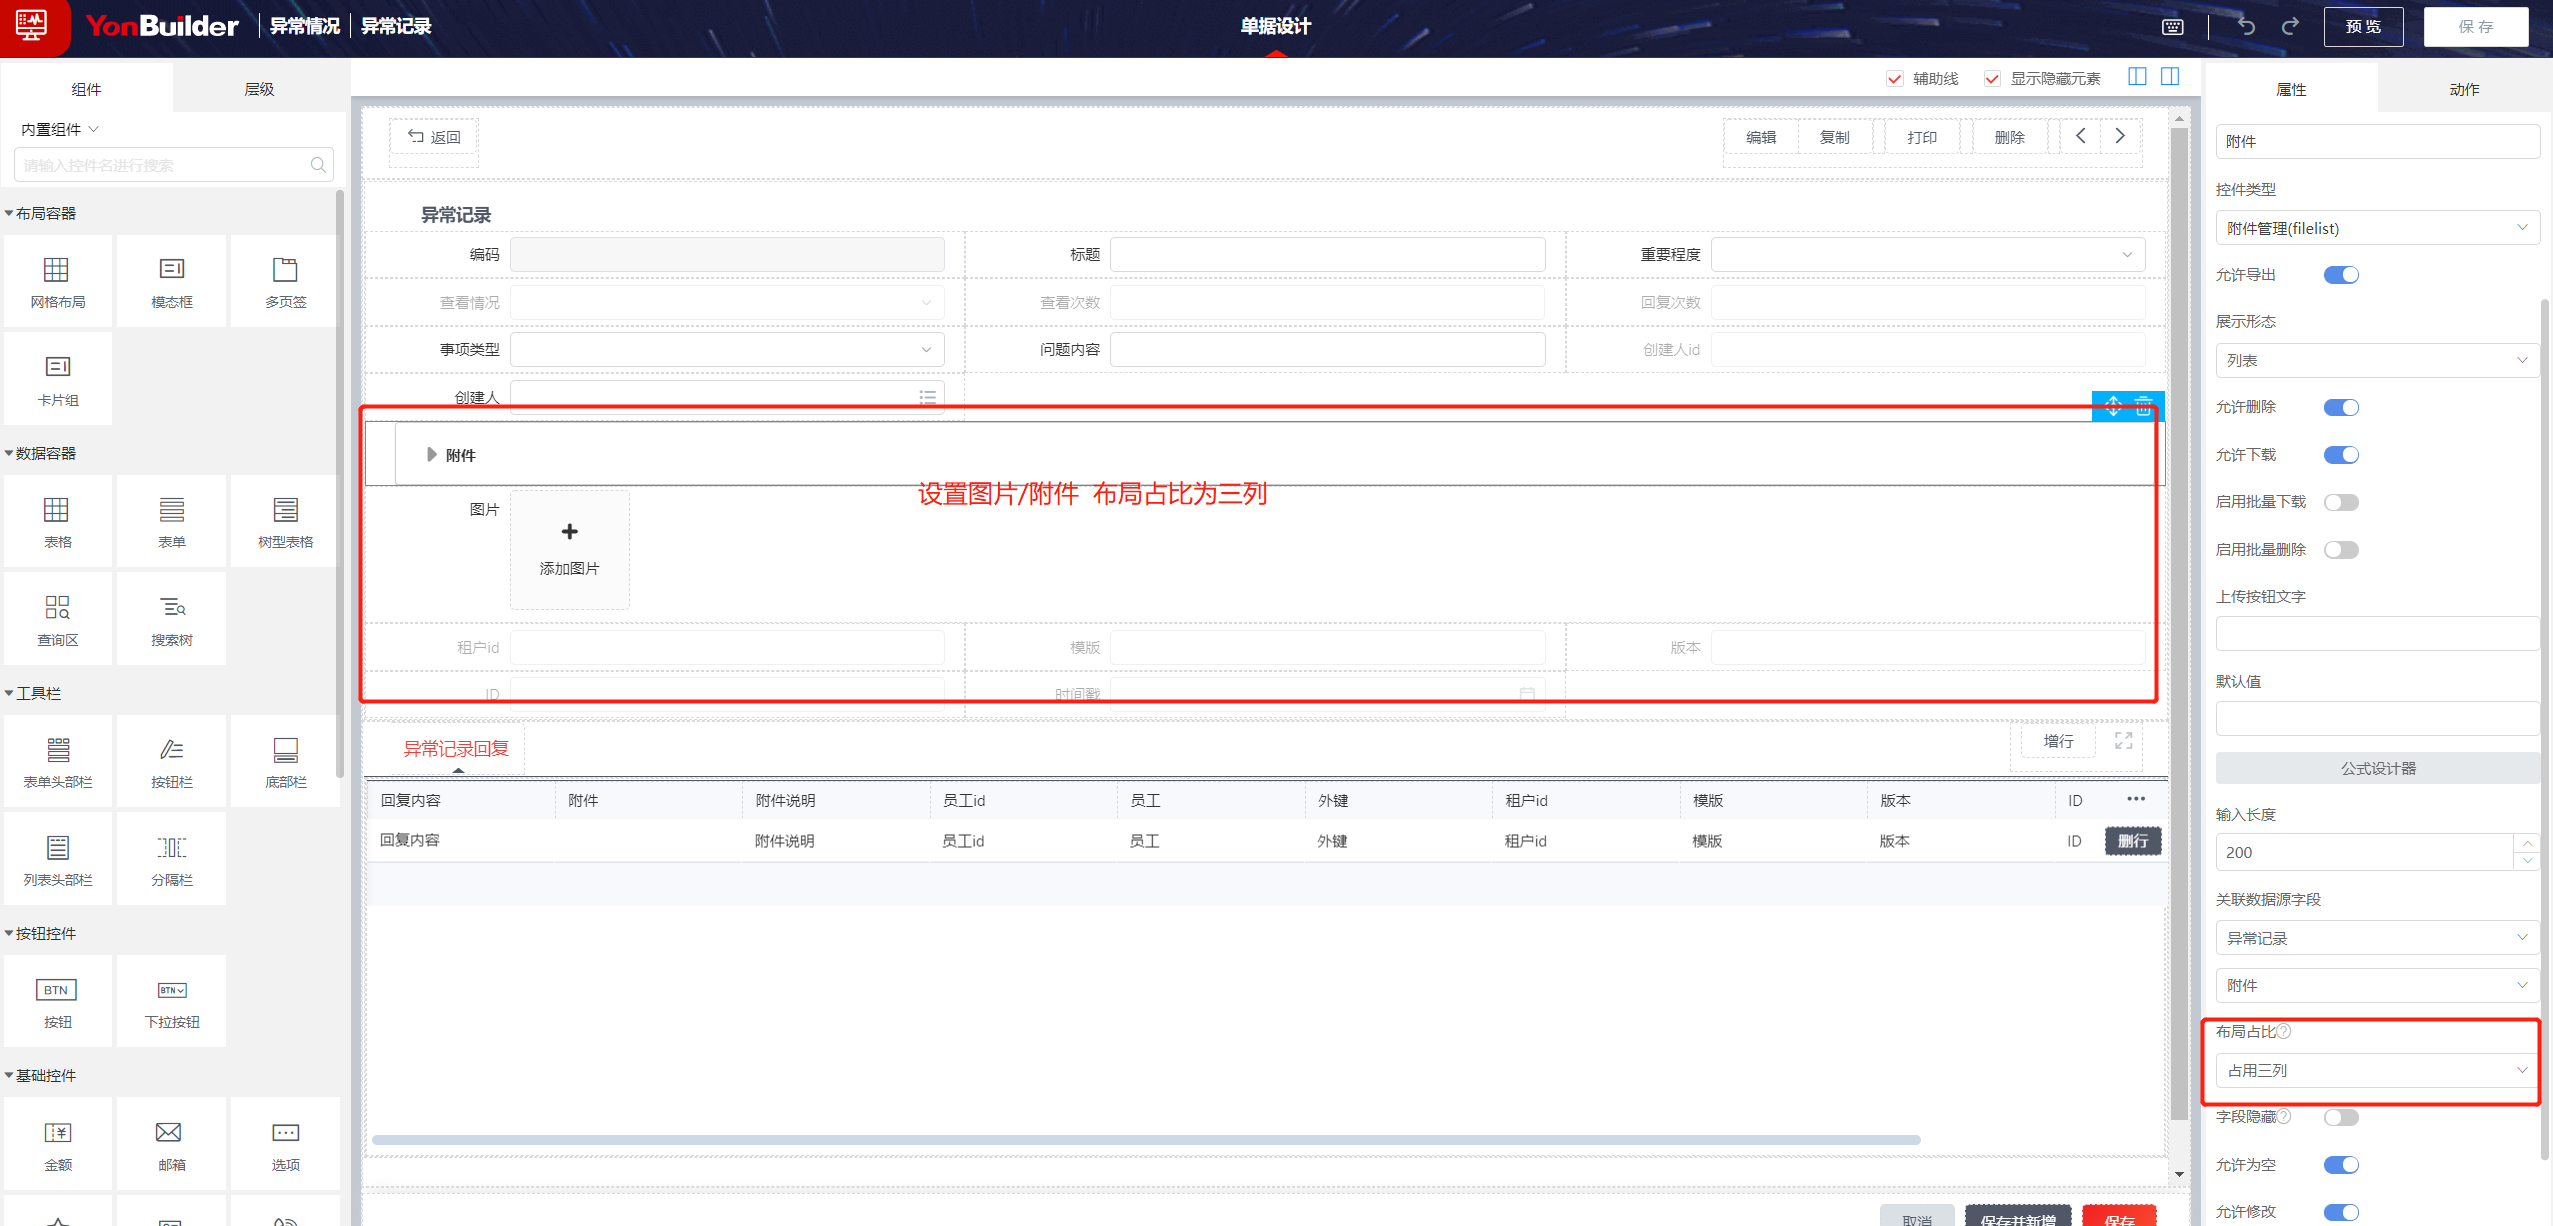 YonBuilder 异常情况 异常记录 单据设计 预览 保存
组件 层级
内置组件
请输入控件名进行搜索
布局容器
网格布局 模态框 多页签
卡片组
数据容器
表格 表单 树型表格
查询区 搜索树
工具栏
表单头部栏 按钮栏 底部栏
列表头部栏 分隔栏
按钮控件
BTN BTN
按钮 下拉按钮
基础控件
金额 邮箱 选项
辅助线 显示隐藏元素
返回 编辑 复制 打印 删除
异常记录
编码 标题 重要程度
查看情况 查看次数 回复次数
事项类型 问题内容 创建人id
创建人
附件
设置图片/附件 布局占比为三列
图片
添加图片
租户id 模版 版本
ID 时间戳
异常记录回复 增行
回复内容 附件 附件说明 员工id 员工 外键 租户id 模版 版本 ID •••
回复内容 附件说明 员工id 员工 外键 租户id 模版 版本 ID 删行
取消 保存并新增 保存
属性 动作
附件
控件类型
附件管理(filelist)
允许导出
展示形态
列表
允许删除
允许下载
启用批量下载
启用批量删除
上传按钮文字
默认值
公式设计器
输入长度
200
关联数据源字段
异常记录
附件
布局占比?
占用三列
字段隐藏?
允许为空
允许修改